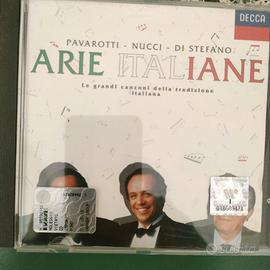 DECCA
PAVAROTTI - NUCCI - DI STEFANO
ARIE ITALIANE
Le grandi canzoni della tradizione
italiana